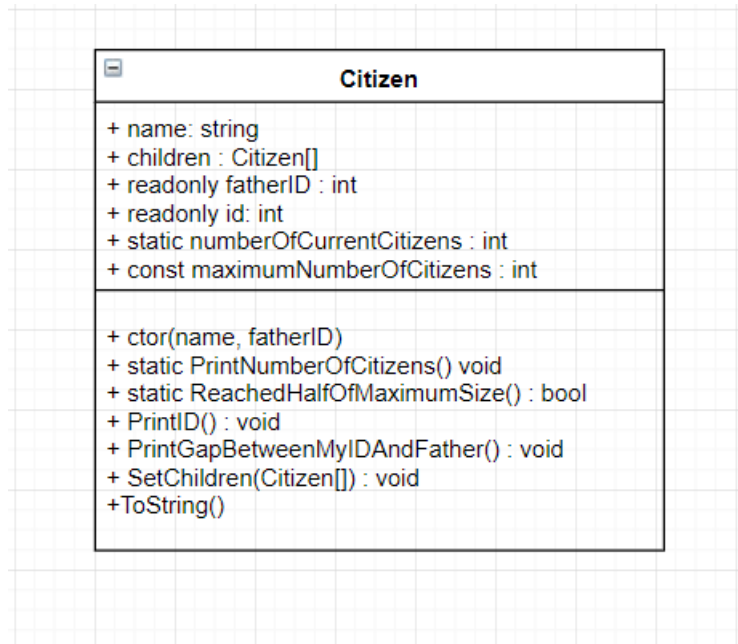 Citizen
+ name: string
+ children : Citizen[]
+ readonly fatherID : int
+ readonly id: int
+ static numberOfCurrentCitizens : int
+ const maximumNumberOfCitizens : int
+ ctor(name, fatherID)
+ static PrintNumberOfCitizens() void
+ static ReachedHalfOfMaximumSize() : bool
+ PrintID() : void
+ PrintGapBetweenMyIDAndFather() : void
+ SetChildren(Citizen[]) : void
+ToString()